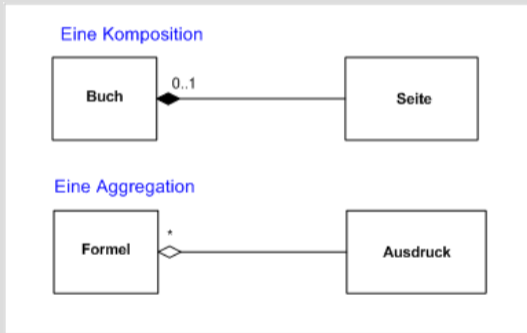 Eine Komposition
0..1
Buch
Seite
Eine Aggregation
*
Formel
Ausdruck